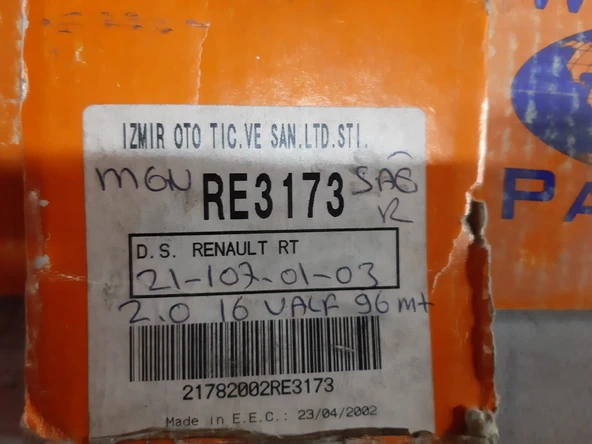 IZMIR OTO TIC.VE SAN.LTD.STI.
MGN RE3173 SAĞ
R
D.S. RENAULT RT
21-107-01-03
2.0 16 VALF 96 mt
21782002RE3173
Made in E.E.C.: 23/04/2002
W
PA